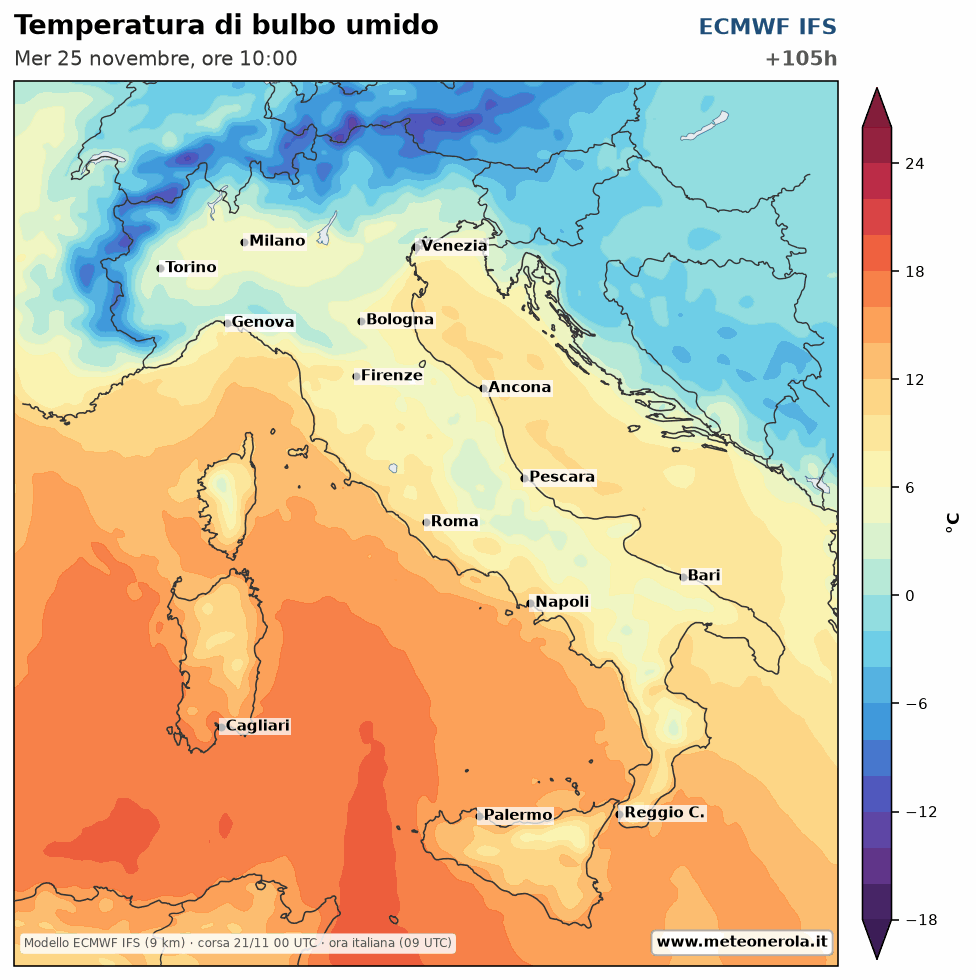 Temperatura di bulbo umido
ECMWF IFS
Mer 25 novembre, ore 10:00
+105h
Milano
Venezia
Torino
Genova
Bologna
Firenze
Ancona
Pescara
Roma
Bari
Napoli
Cagliari
Palermo
Reggio C.
24
18
12
6
0
−6
−12
−18
°C
Modello ECMWF IFS (9 km) · corsa 21/11 00 UTC · ora italiana (09 UTC)
www.meteonerola.it